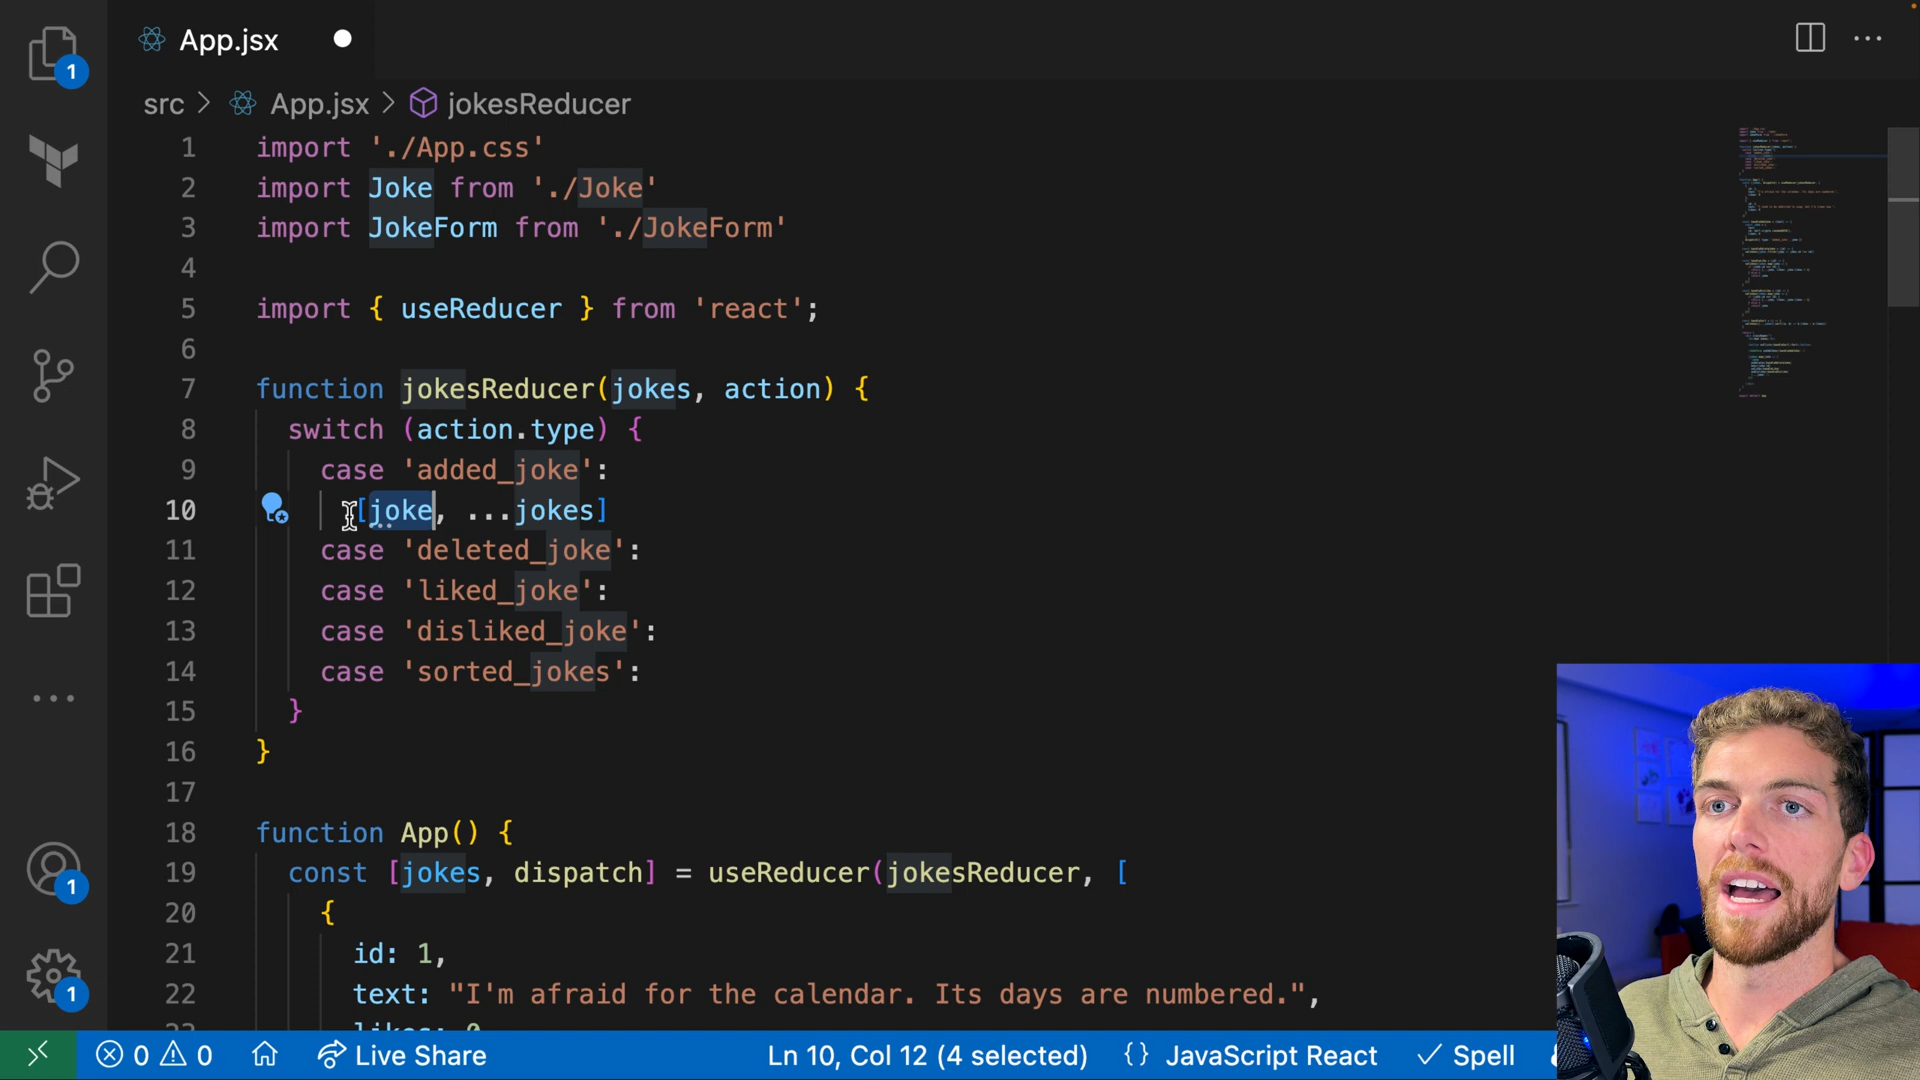 App.jsx
1
src > App.jsx > jokesReducer
1 import './App.css'
2 import Joke from './Joke'
3 import JokeForm from './JokeForm'
4
5 import { useReducer } from 'react';
6
7 function jokesReducer(jokes, action) {
8 switch (action.type) {
9 case 'added_joke':
10 [joke, ...jokes]
11 case 'deleted_joke':
12 case 'liked_joke':
13 case 'disliked_joke':
14 case 'sorted_jokes':
15 }
16 }
17
18 function App() {
19 const [jokes, dispatch] = useReducer(jokesReducer, [
20 {
21 id: 1,
22 text: "I'm afraid for the calendar. Its days are numbered.",
23 likes: 0
1
1
0 0 Live Share Ln 10, Col 12 (4 selected) {} JavaScript React Spell